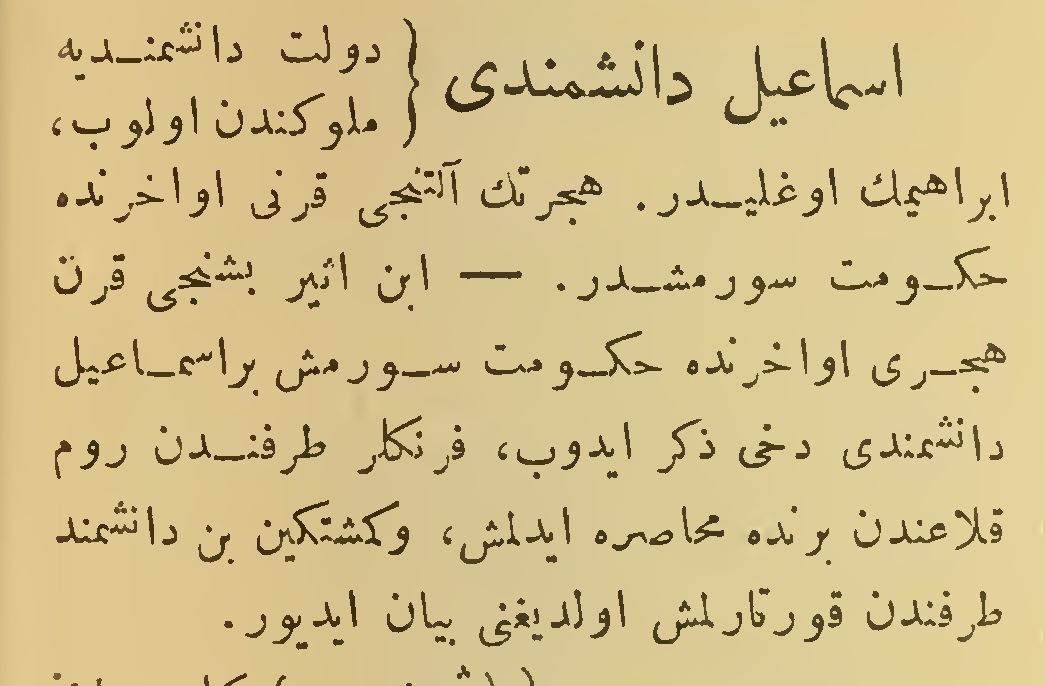 اسماعيل دانشمندى { دولت دانشمنديه
ملوكندن اولوب،
ابراهيمك اوغليدر. هجرتك آلتنجى قرنى اواخرنده
حكومت سورمشدر. — ابن اثير بشنجى قرن
هجرى اواخرنده حكومت سورمش براسماعيل
دانشمندى دخى ذكر ايدوب، فرنكلر طرفندن روم
قلاعندن برنده محاصره ايدلمش، وكمشتكين بن دانشمند
طرفندن قورتارلمش اولديغنى بيان ايديور.